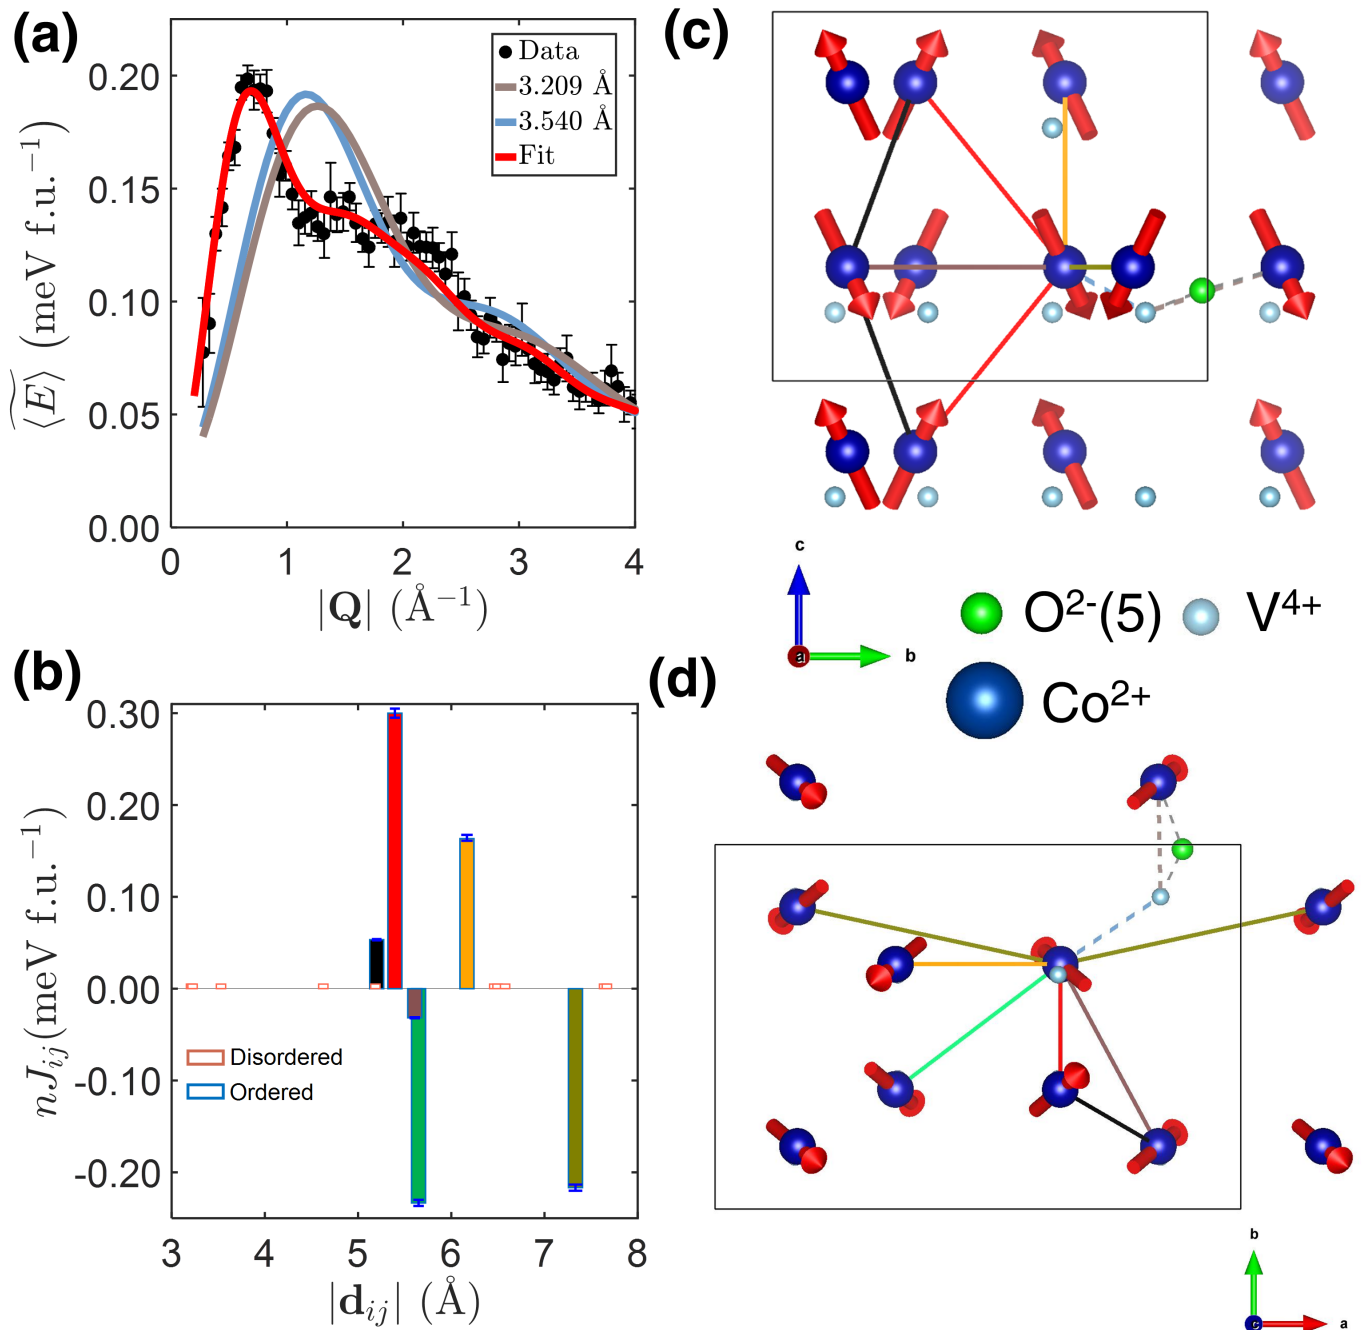 (a)
0.20
0.15
0.10
0.05
0.00
⟨Ẽ⟩ (meV f.u.⁻¹)
Data
3.209 Å
3.540 Å
Fit
0 1 2 3 4
|Q| (Å⁻¹)
(b)
0.30
0.20
0.10
0.00
-0.10
-0.20
nJᵢⱼ(meV f.u.⁻¹)
Disordered
Ordered
3 4 5 6 7 8
|dᵢⱼ| (Å)
(c)
c
a b
O²⁻(5) V⁴⁺
Co²⁺
(d)
b
c a